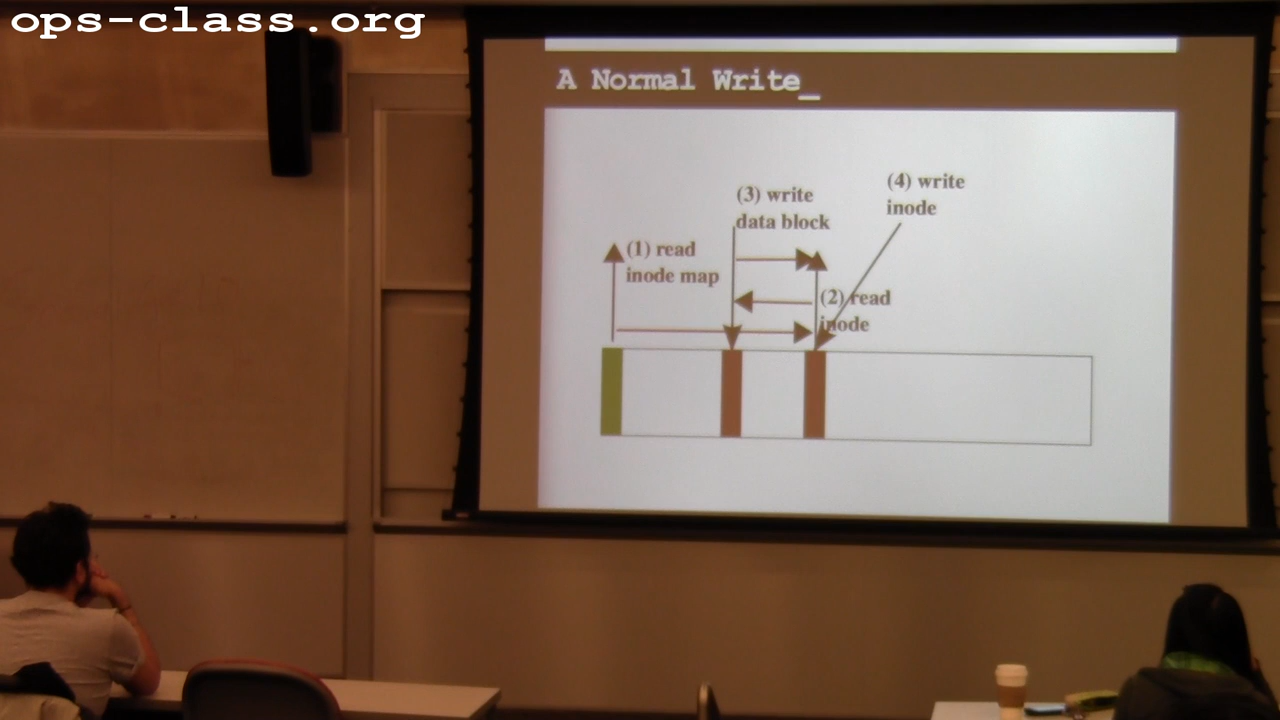 ops-class.org
A Normal Write_
(3) write
data block
(4) write
inode
(1) read
inode map
(2) read
inode